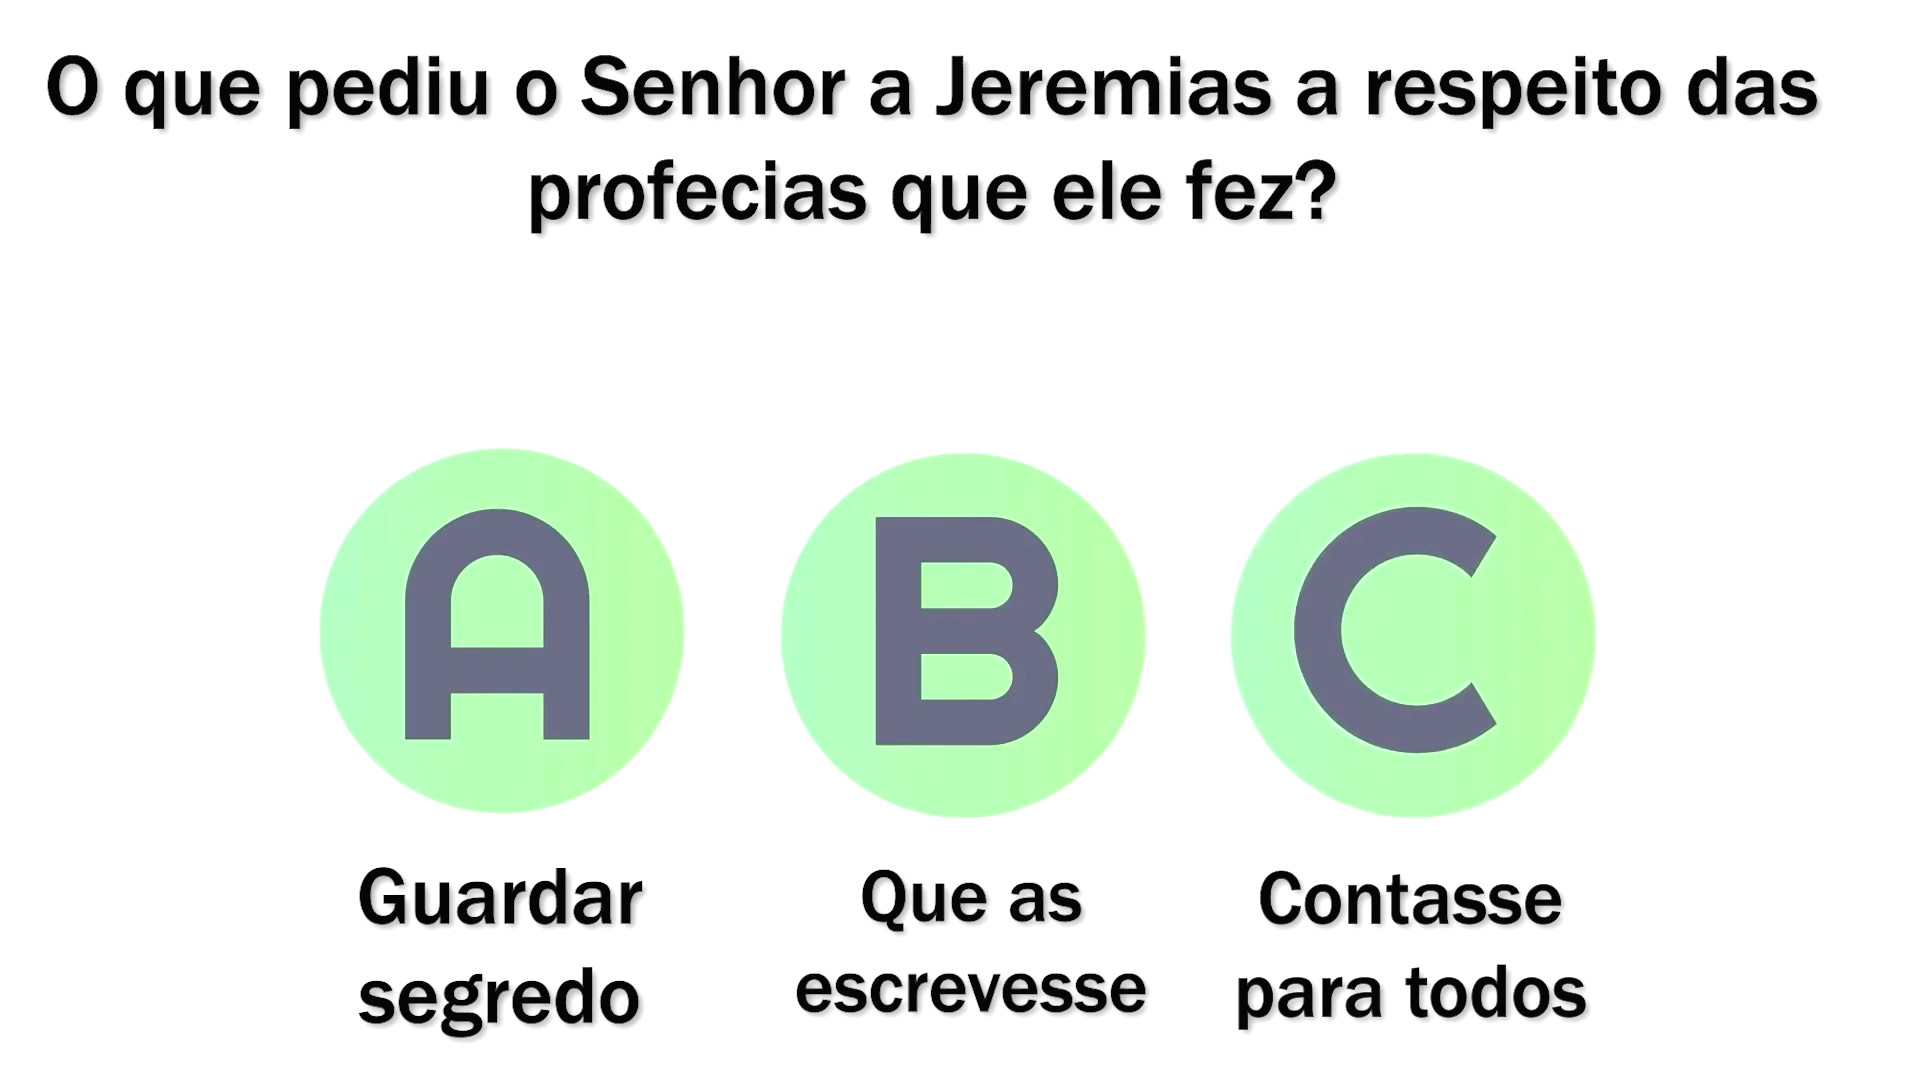 O que pediu o Senhor a Jeremias a respeito das
profecias que ele fez?
A
B
C
Guardar
segredo
Que as
escrevesse
Contasse
para todos